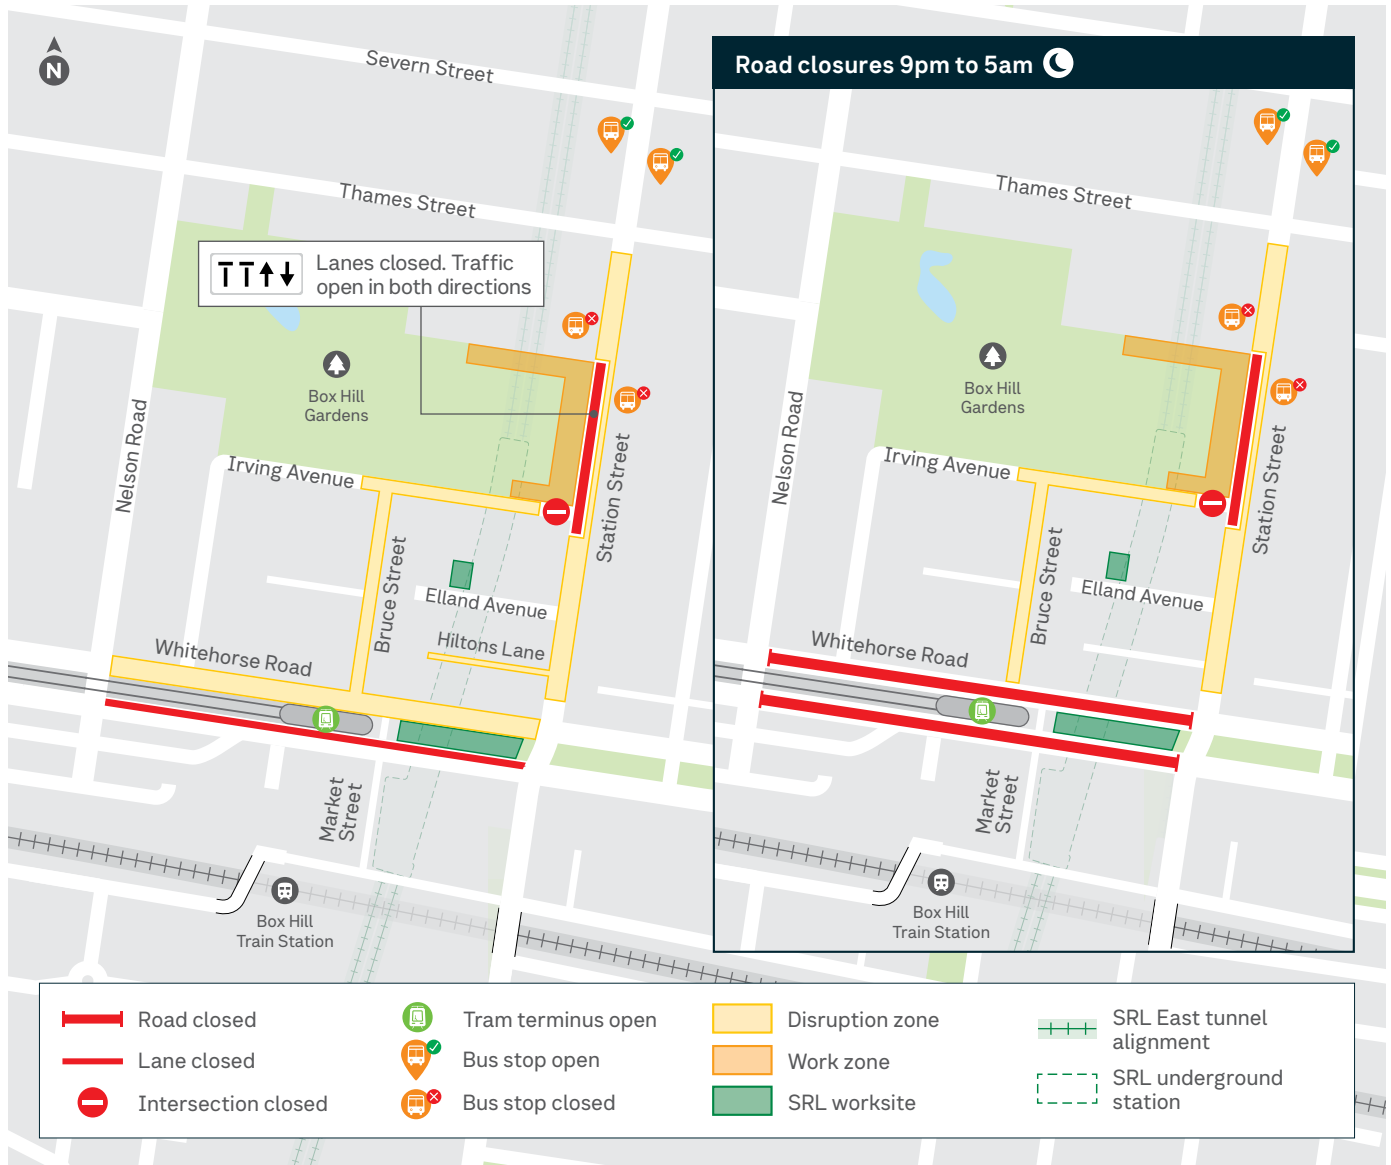 N
Severn Street
Thames Street
Lanes closed. Traffic
open in both directions
Box Hill
Gardens
Nelson Road
Irving Avenue
Station Street
Bruce Street
Elland Avenue
Hiltons Lane
Whitehorse Road
Market
Street
Box Hill
Train Station
Road closures 9pm to 5am
Thames Street
Box Hill
Gardens
Nelson Road
Irving Avenue
Station Street
Bruce Street
Elland Avenue
Whitehorse Road
Market
Street
Box Hill
Train Station
Road closed
Lane closed
Intersection closed
Tram terminus open
Bus stop open
Bus stop closed
Disruption zone
Work zone
SRL worksite
SRL East tunnel
alignment
SRL underground
station